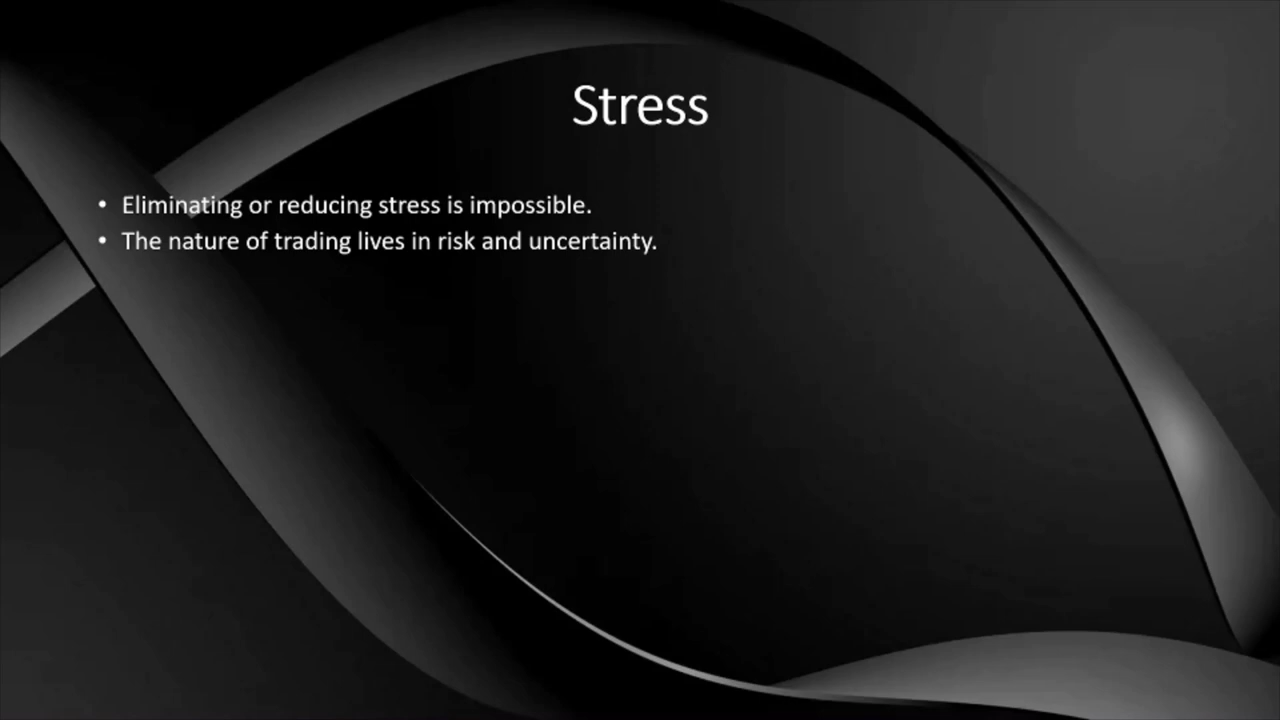 Stress
• Eliminating or reducing stress is impossible.
• The nature of trading lives in risk and uncertainty.